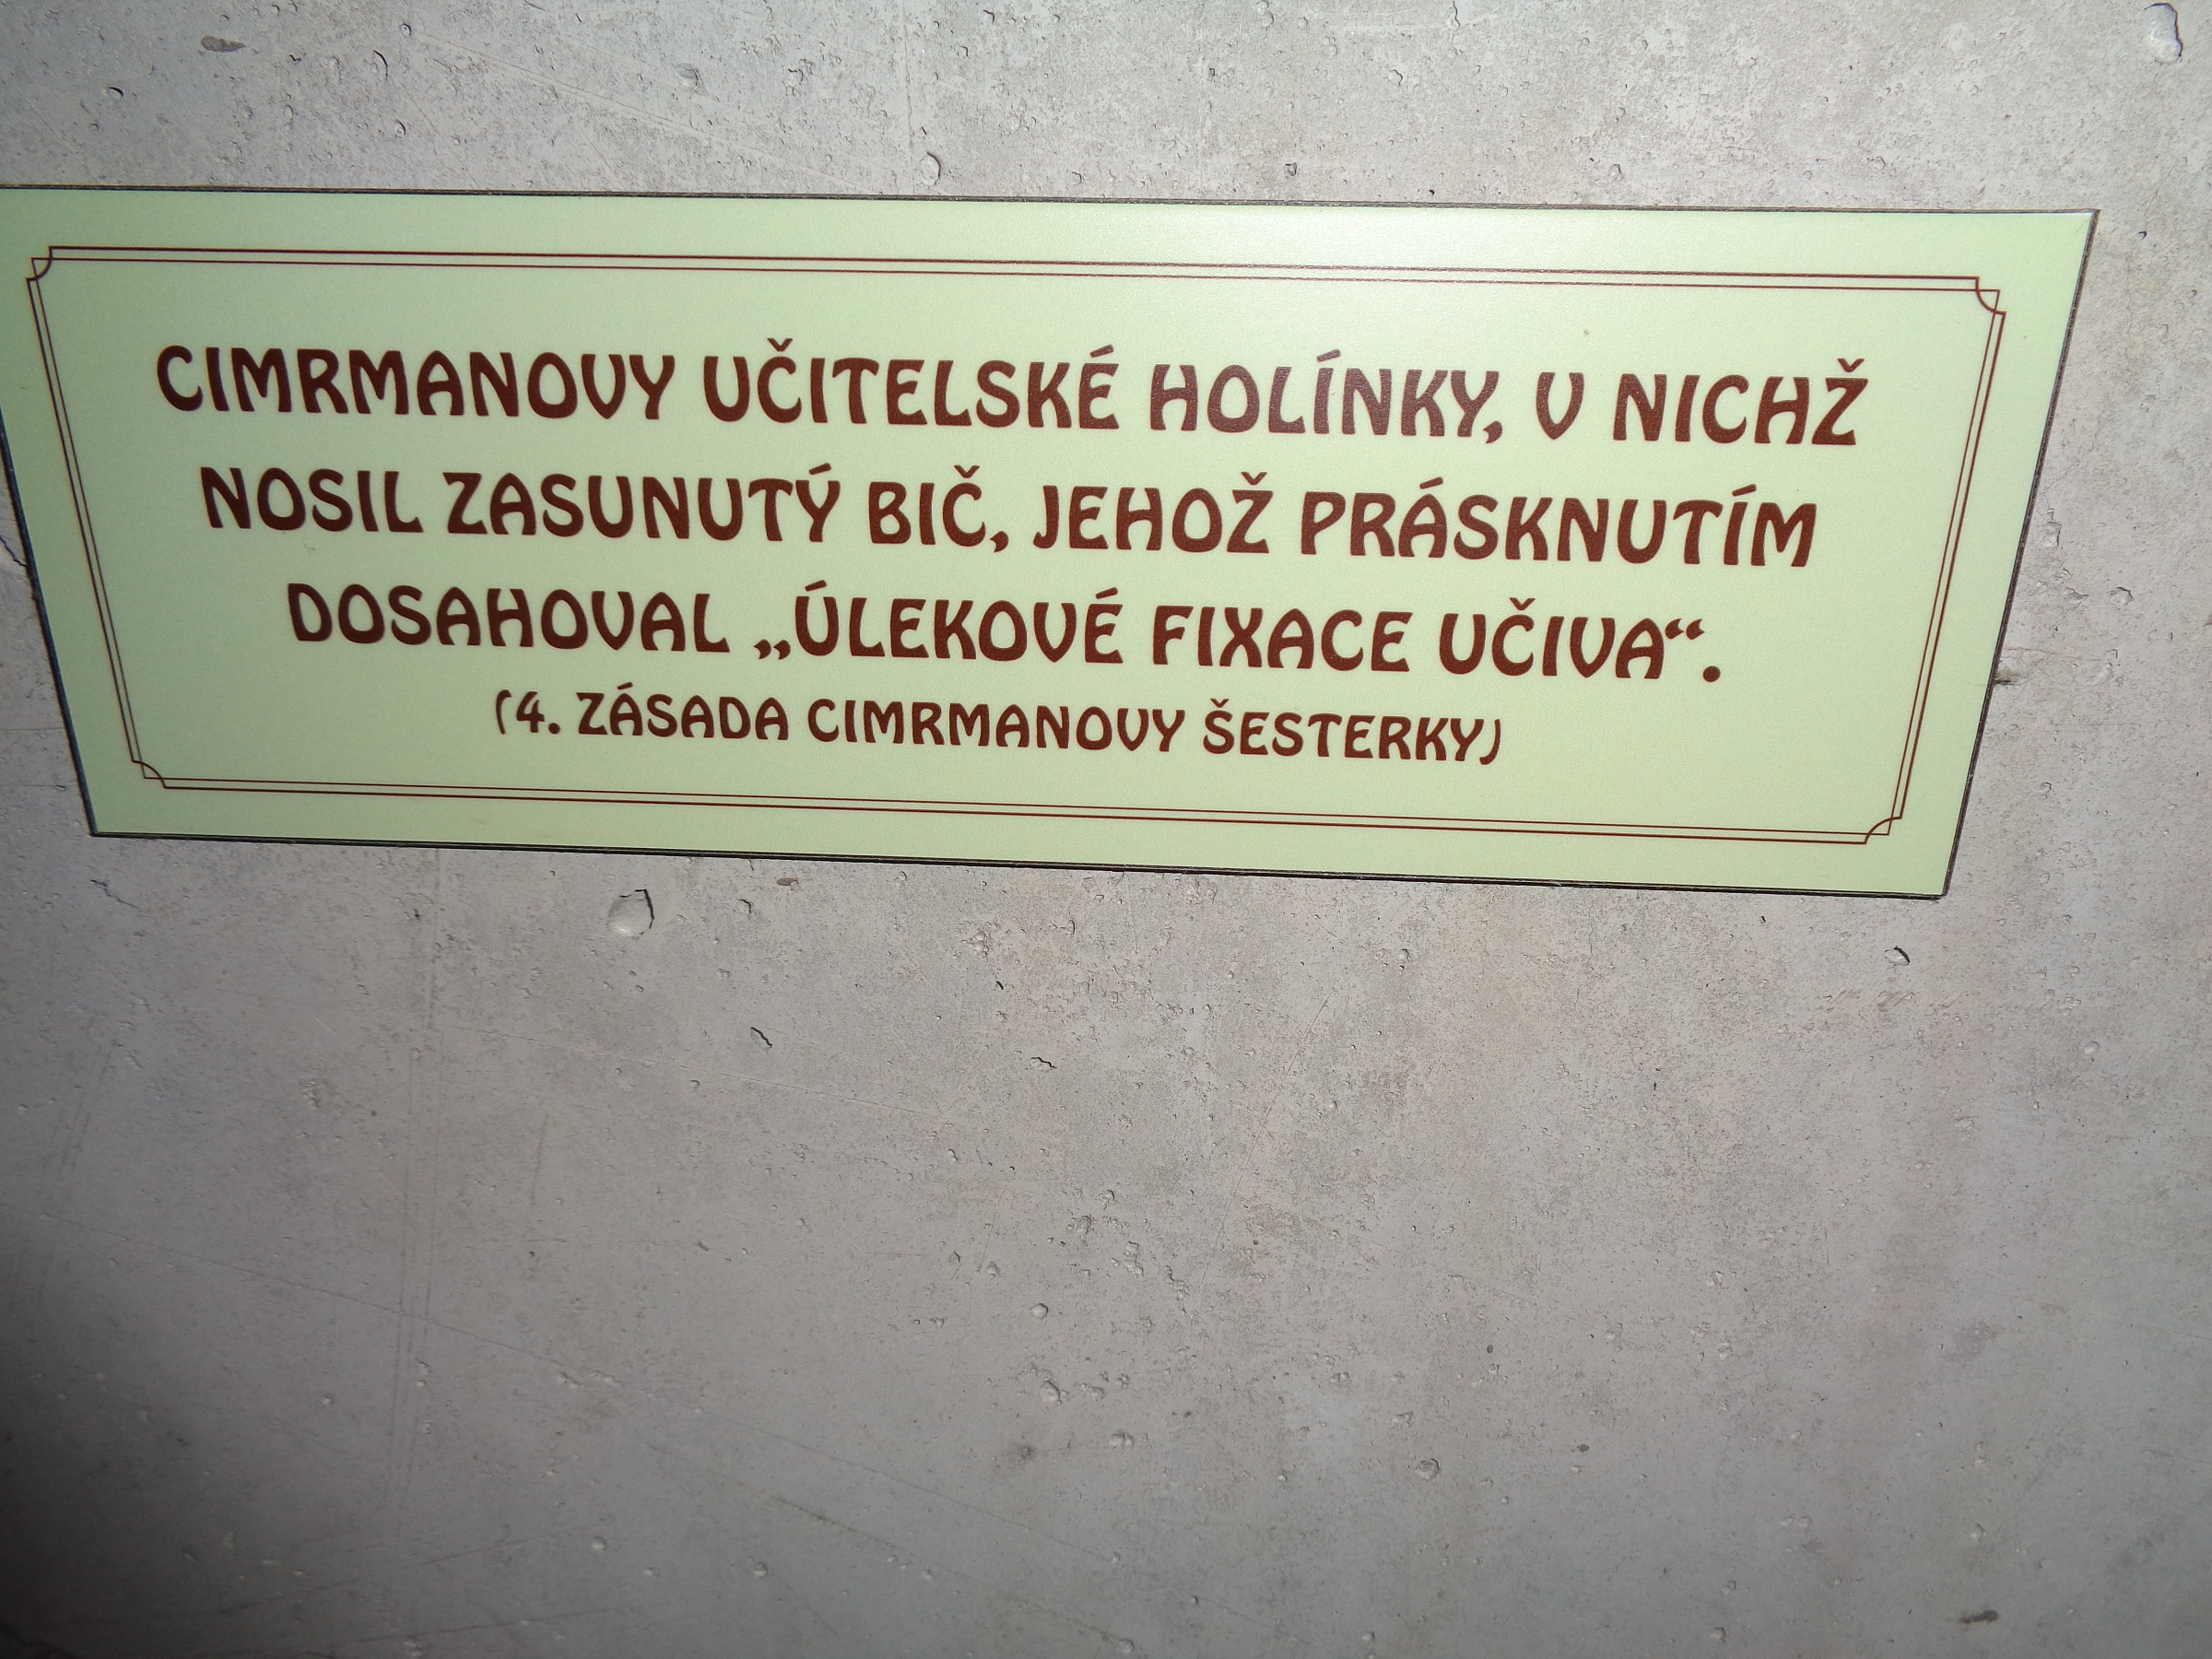 CIMRMANOVY UČITELSKÉ HOLÍNKY, V NICHŽ
NOSIL ZASUNUTÝ BIČ, JEHOŽ PRÁSKNUTÍM
DOSAHOVAL „ÚLEKOVÉ FIXACE UČIVA“.
(4. ZÁSADA CIMRMANOVY ŠESTERKY)